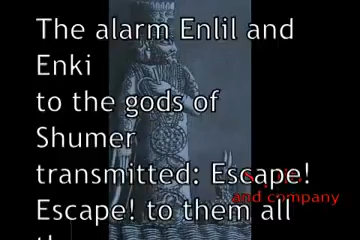 The alarm Enlil and
Enki
to the gods of
Shumer
transmitted: Escape!
and company
Escape! to them all